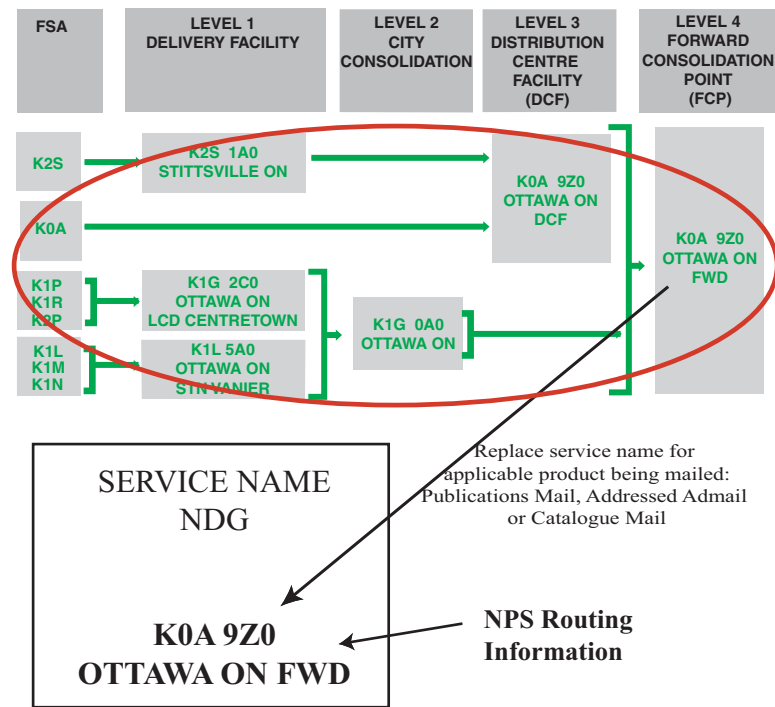 FSA
LEVEL 1
DELIVERY FACILITY
LEVEL 2
CITY
CONSOLIDATION
LEVEL 3
DISTRIBUTION
CENTRE
FACILITY
(DCF)
LEVEL 4
FORWARD
CONSOLIDATION
POINT
(FCP)
K2S
K2S 1A0
STITTSVILLE ON
K0A 9Z0
OTTAWA ON
DCF
K0A
K0A 9Z0
OTTAWA ON
FWD
K1P
K1R
K2P
K1G 2C0
OTTAWA ON
LCD CENTRETOWN
K1G 0A0
OTTAWA ON
K1L
K1M
K1N
K1L 5A0
OTTAWA ON
STN VANIER
SERVICE NAME
NDG
K0A 9Z0
OTTAWA ON FWD
Replace service name for
applicable product being mailed:
Publications Mail, Addressed Admail
or Catalogue Mail
NPS Routing
Information